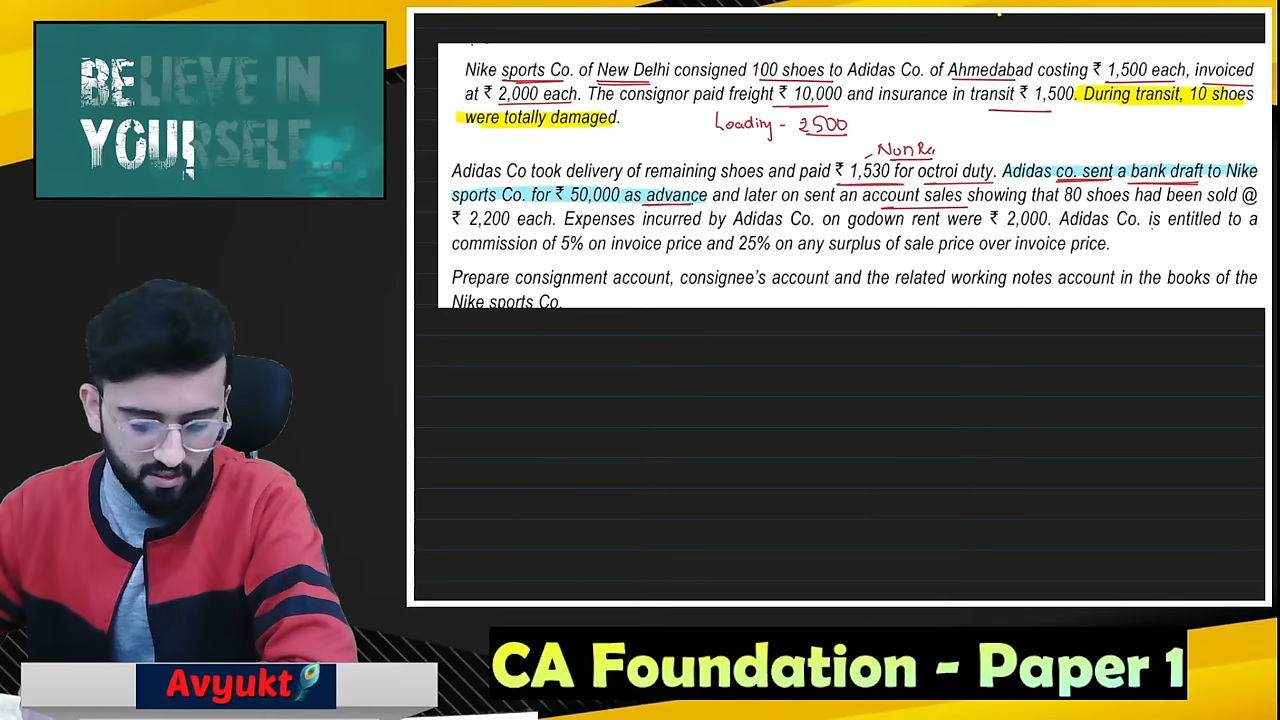 BELIEVE IN
YOURSELF...
Nike sports Co. of New Delhi consigned 100 shoes to Adidas Co. of Ahmedabad costing ₹ 1,500 each, invoiced
at ₹ 2,000 each. The consignor paid freight ₹ 10,000 and insurance in transit ₹ 1,500. During transit, 10 shoes
were totally damaged.
Loading - 2500
Non Re
Adidas Co took delivery of remaining shoes and paid ₹ 1,530 for octroi duty. Adidas co. sent a bank draft to Nike
sports Co. for ₹ 50,000 as advance and later on sent an account sales showing that 80 shoes had been sold @
₹ 2,200 each. Expenses incurred by Adidas Co. on godown rent were ₹ 2,000. Adidas Co. is entitled to a
commission of 5% on invoice price and 25% on any surplus of sale price over invoice price.
Prepare consignment account, consignee's account and the related working notes account in the books of the
Nike sports Co.
Avyukt
CA Foundation - Paper 1